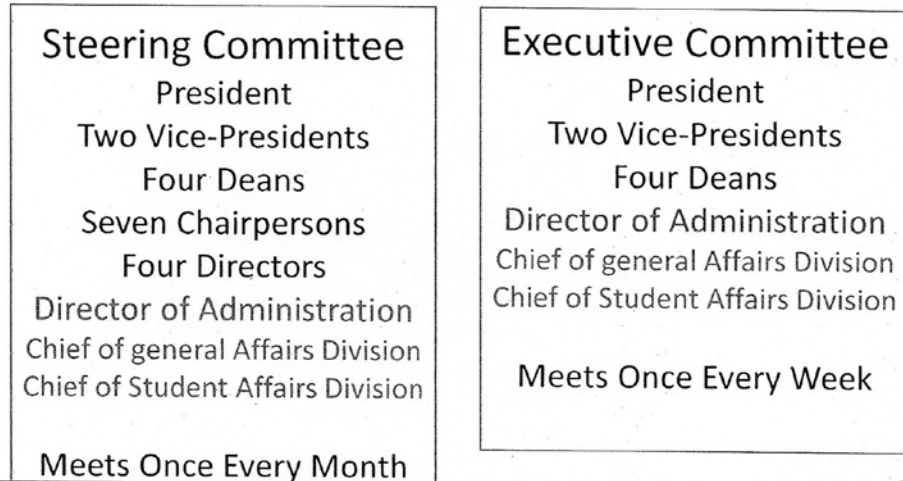 Steering Committee
President
Two Vice-Presidents
Four Deans
Seven Chairpersons
Four Directors
Director of Administration
Chief of general Affairs Division
Chief of Student Affairs Division
Meets Once Every Month
Executive Committee
President
Two Vice-Presidents
Four Deans
Director of Administration
Chief of general Affairs Division
Chief of Student Affairs Division
Meets Once Every Week